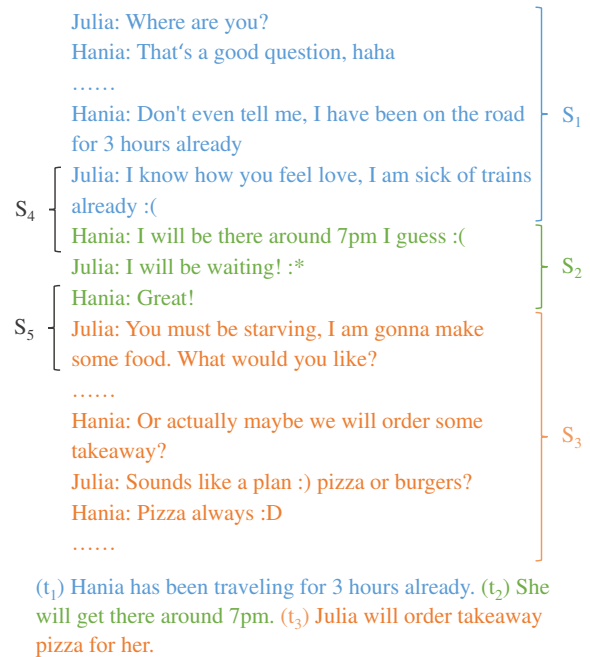 Julia: Where are you?
Hania: That's a good question, haha
……
Hania: Don't even tell me, I have been on the road
for 3 hours already
S₁
Julia: I know how you feel love, I am sick of trains
already :(
S₄
Hania: I will be there around 7pm I guess :(
Julia: I will be waiting! :*
S₂
Hania: Great!
Julia: You must be starving, I am gonna make
S₅
some food. What would you like?
……
Hania: Or actually maybe we will order some
takeaway?
S₃
Julia: Sounds like a plan :) pizza or burgers?
Hania: Pizza always :D
……
(t₁) Hania has been traveling for 3 hours already. (t₂) She
will get there around 7pm. (t₃) Julia will order takeaway
pizza for her.